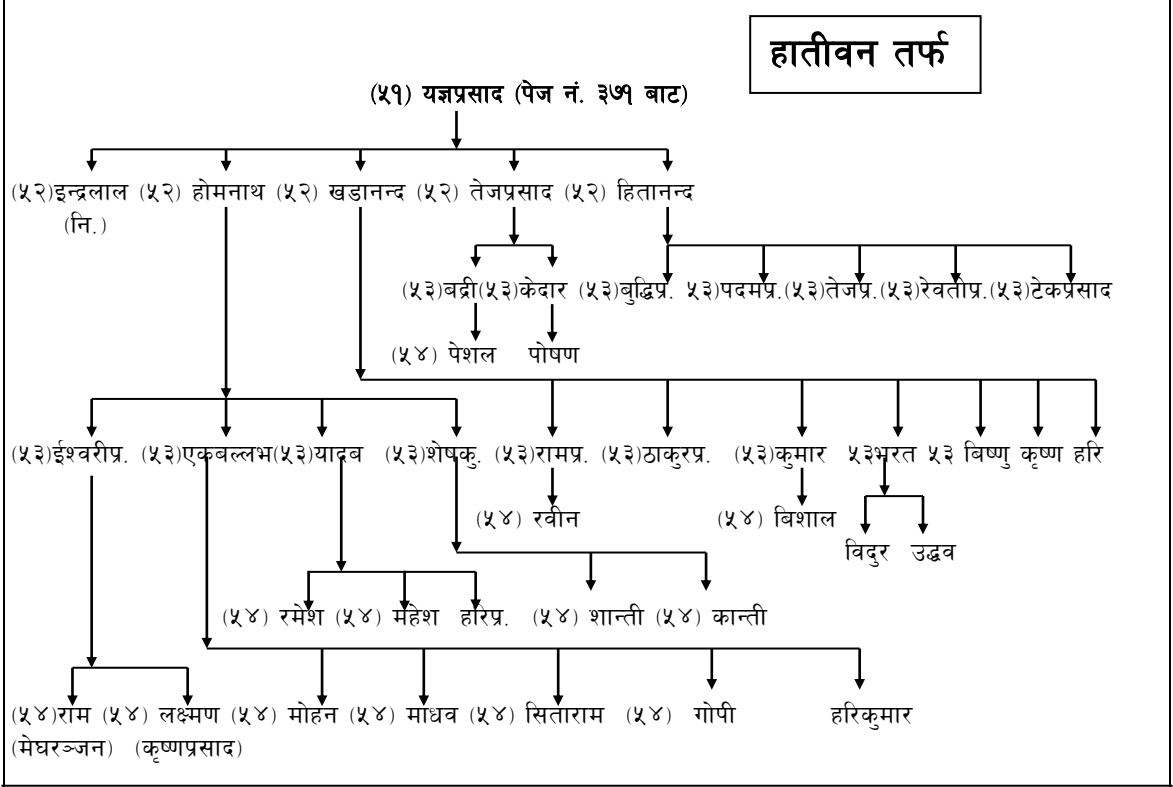 हातीवन तर्फ
(५१) यज्ञप्रसाद (पेज नं. ३७१ बाट)
(५२)इन्द्रलाल (५२) होमनाथ (५२) खडानन्द (५२) तेजप्रसाद (५२) हितानन्द
(नि.)
(५३)बद्री(५३)केदार (५३)बुद्धिप्र. ५३)पदमप्र.(५३)तेजप्र.(५३)रेवतीप्र.(५३)टेकप्रसाद
(५४) पेशल पोषण
(५३)ईश्वरीप्र. (५३)एकबल्लभ(५३)यादब (५३)शेषकु. (५३)रामप्र. (५३)ठाकुरप्र. (५३)कुमार ५३भरत ५३ बिष्णु कृष्ण हरि
(५४) रवीन (५४) बिशाल
विदुर उद्धव
(५४) रमेश (५४) महेश हरिप्र. (५४) शान्ती (५४) कान्ती
(५४)राम (५४) लक्ष्मण (५४) मोहन (५४) माधव (५४) सिताराम (५४) गोपी हरिकुमार
(मेघरञ्जन) (कृष्णप्रसाद)